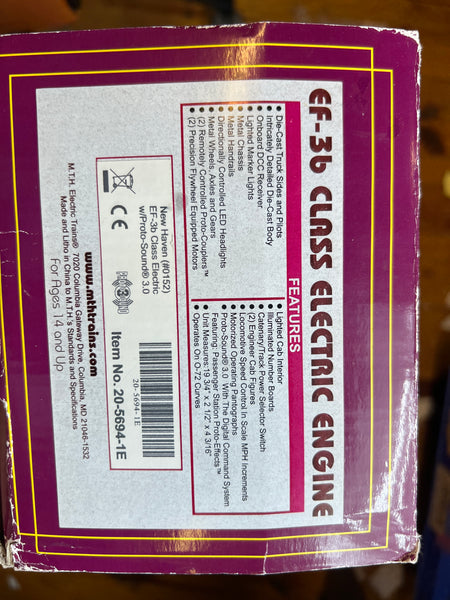 EF-3b CLASS ELECTRIC ENGINE
FEATURES
• Die-Cast Truck Sides and Pilots
• Intricately Detailed Die-Cast Body
• Onboard DCC Receiver
• Lighted Marker Lights
• Metal Chassis
• Metal Handrails
• Directionally Controlled LED Headlights
• Metal Wheels, Axles and Gears
• (2) Remotely Controlled Proto-Couplers™
• (2) Precision Flywheel Equipped Motors
• Lighted Cab Interior
• Illuminated Number Boards
• Catenary/Track Power Selector Switch
• (2) Engineer Cab Figures
• Locomotive Speed Control In Scale MPH Increments
• Motorized Operating Pantographs
• Proto-Sound® 3.0 With The Digital Command System
Featuring: Passenger Station Proto-Effects™
• Unit Measures:19 3/4" x 2 1/2" x 4 3/16"
• Operates On O-72 Curves
New Haven (#0152)
EF-3b Class Electric
w/Proto-Sound® 3.0
CE
3
20-5694-1E
Item No. 20-5694-1E
www.mthtrains.com
M.T.H. Electric Trains® 7020 Columbia Gateway Drive, Columbia, MD 21046-1532
Made and Litho in China to M.T.H.'s Standards and Specifications
For Ages 14 and Up